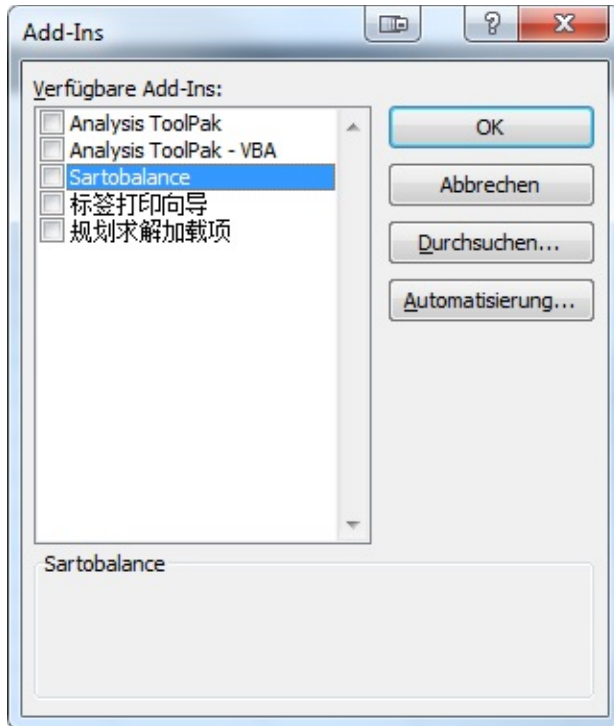 Add-Ins
Verfügbare Add-Ins:
Analysis ToolPak
Analysis ToolPak - VBA
Sartobalance
标签打印向导
规划求解加载项
OK
Abbrechen
Durchsuchen...
Automatisierung...
Sartobalance